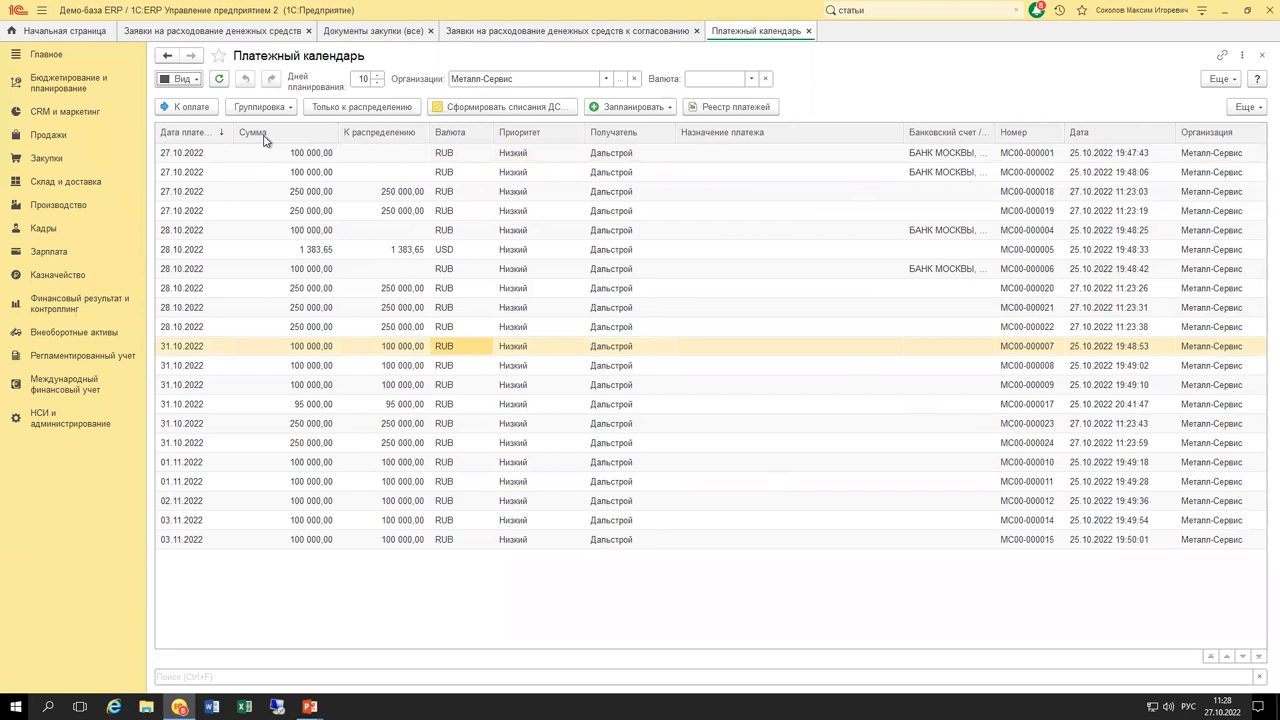 Демо-база ERP / 1С:ERP Управление предприятием 2 (1С:Предприятие)
статьи
8
Соколов Максим Игоревич
Начальная страница
Заявки на расходование денежных средств
Документы закупки (все)
Заявки на расходование денежных средств к согласованию
Платежный календарь
Главное
Бюджетирование и
планирование
CRM и маркетинг
Продажи
Закупки
Склад и доставка
Производство
Кадры
Зарплата
Казначейство
Финансовый результат и
контроллинг
Внеоборотные активы
Регламентированный учет
Международный
финансовый учет
НСИ и
администрирование
Платежный календарь
Вид
Дней
планирования:
10
Организации:
Металл-Сервис
Валюта:
Еще
?
К оплате
Группировка
Только к распределению
Сформировать списания ДС...
Запланировать
Реестр платежей
Еще
Дата плате... ↓ Сумма К распределению Валюта Приоритет Получатель Назначение платежа Банковский счет /... Номер Дата Организация
27.10.2022 100 000,00 RUB Низкий Дальстрой БАНК МОСКВЫ, ... МС00-000001 25.10.2022 19:47:43 Металл-Сервис
27.10.2022 100 000,00 RUB Низкий Дальстрой БАНК МОСКВЫ, ... МС00-000002 25.10.2022 19:48:06 Металл-Сервис
27.10.2022 250 000,00 250 000,00 RUB Низкий Дальстрой МС00-000018 27.10.2022 11:23:03 Металл-Сервис
27.10.2022 250 000,00 250 000,00 RUB Низкий Дальстрой МС00-000019 27.10.2022 11:23:19 Металл-Сервис
28.10.2022 100 000,00 RUB Низкий Дальстрой БАНК МОСКВЫ, ... МС00-000004 25.10.2022 19:48:25 Металл-Сервис
28.10.2022 1 383,65 1 383,65 USD Низкий Дальстрой МС00-000005 25.10.2022 19:48:33 Металл-Сервис
28.10.2022 100 000,00 RUB Низкий Дальстрой БАНК МОСКВЫ, ... МС00-000006 25.10.2022 19:48:42 Металл-Сервис
28.10.2022 250 000,00 250 000,00 RUB Низкий Дальстрой МС00-000020 27.10.2022 11:23:26 Металл-Сервис
28.10.2022 250 000,00 250 000,00 RUB Низкий Дальстрой МС00-000021 27.10.2022 11:23:31 Металл-Сервис
28.10.2022 250 000,00 250 000,00 RUB Низкий Дальстрой МС00-000022 27.10.2022 11:23:38 Металл-Сервис
31.10.2022 100 000,00 100 000,00 RUB Низкий Дальстрой МС00-000007 25.10.2022 19:48:53 Металл-Сервис
31.10.2022 100 000,00 100 000,00 RUB Низкий Дальстрой МС00-000008 25.10.2022 19:49:02 Металл-Сервис
31.10.2022 100 000,00 100 000,00 RUB Низкий Дальстрой МС00-000009 25.10.2022 19:49:10 Металл-Сервис
31.10.2022 95 000,00 95 000,00 RUB Низкий Дальстрой МС00-000017 25.10.2022 20:41:47 Металл-Сервис
31.10.2022 250 000,00 250 000,00 RUB Низкий Дальстрой МС00-000023 27.10.2022 11:23:43 Металл-Сервис
31.10.2022 250 000,00 250 000,00 RUB Низкий Дальстрой МС00-000024 27.10.2022 11:23:59 Металл-Сервис
01.11.2022 100 000,00 100 000,00 RUB Низкий Дальстрой МС00-000010 25.10.2022 19:49:18 Металл-Сервис
01.11.2022 100 000,00 100 000,00 RUB Низкий Дальстрой МС00-000011 25.10.2022 19:49:28 Металл-Сервис
02.11.2022 100 000,00 100 000,00 RUB Низкий Дальстрой МС00-000012 25.10.2022 19:49:36 Металл-Сервис
03.11.2022 100 000,00 100 000,00 RUB Низкий Дальстрой МС00-000014 25.10.2022 19:49:54 Металл-Сервис
03.11.2022 100 000,00 100 000,00 RUB Низкий Дальстрой МС00-000015 25.10.2022 19:50:01 Металл-Сервис
Поиск (Ctrl+F)
РУС
11:28
27.10.2022